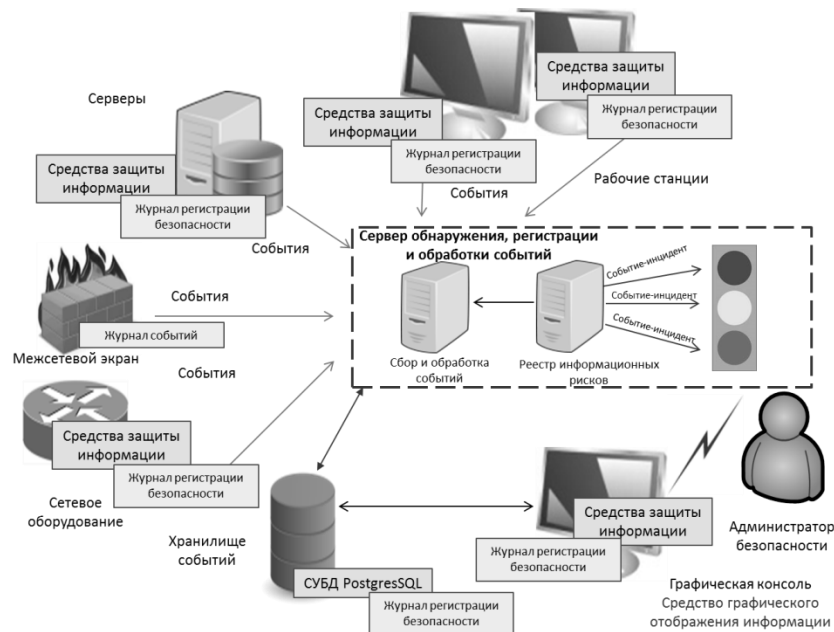 Средства защиты
информации
Журнал регистрации
безопасности
Средства защиты
информации
Журнал регистрации
безопасности
Серверы
Средства защиты
информации
Журнал регистрации
безопасности
События
Рабочие станции
События
Сервер обнаружения, регистрации
и обработки событий
Событие-инцидент
Событие-инцидент
Событие-инцидент
Сбор и обработка
событий
Реестр информационных
рисков
События
Журнал событий
Межсетевой экран
События
Средства защиты
информации
Журнал регистрации
безопасности
Сетевое
оборудование
Хранилище
событий
СУБД PostgresSQL
Журнал регистрации
безопасности
Средства защиты
информации
Журнал регистрации
безопасности
Администратор
безопасности
Графическая консоль
Средство графического
отображения информации